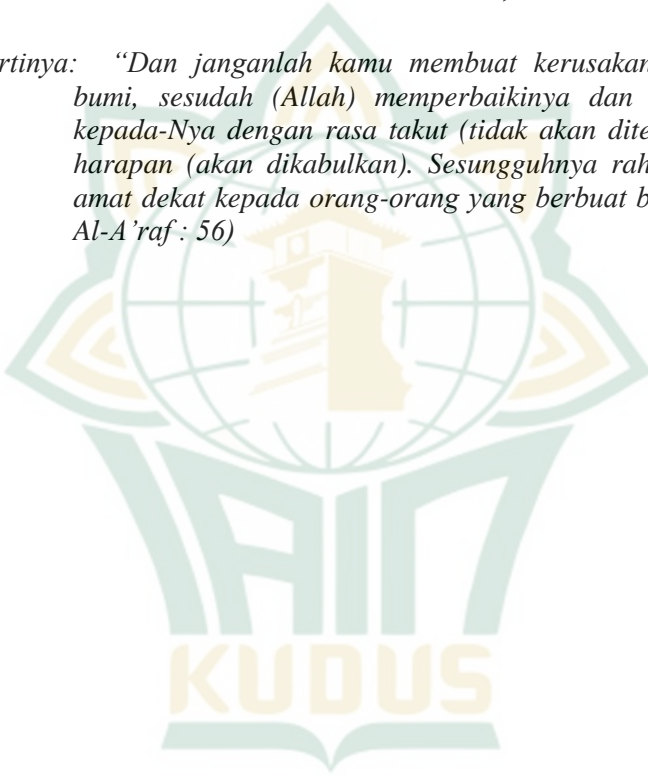 rtinya: “Dan janganlah kamu membuat kerusakan
bumi, sesudah (Allah) memperbaikinya dan
kepada-Nya dengan rasa takut (tidak akan dite
harapan (akan dikabulkan). Sesungguhnya rah
amat dekat kepada orang-orang yang berbuat b
Al-A’raf : 56)
IAIN
KUDUS